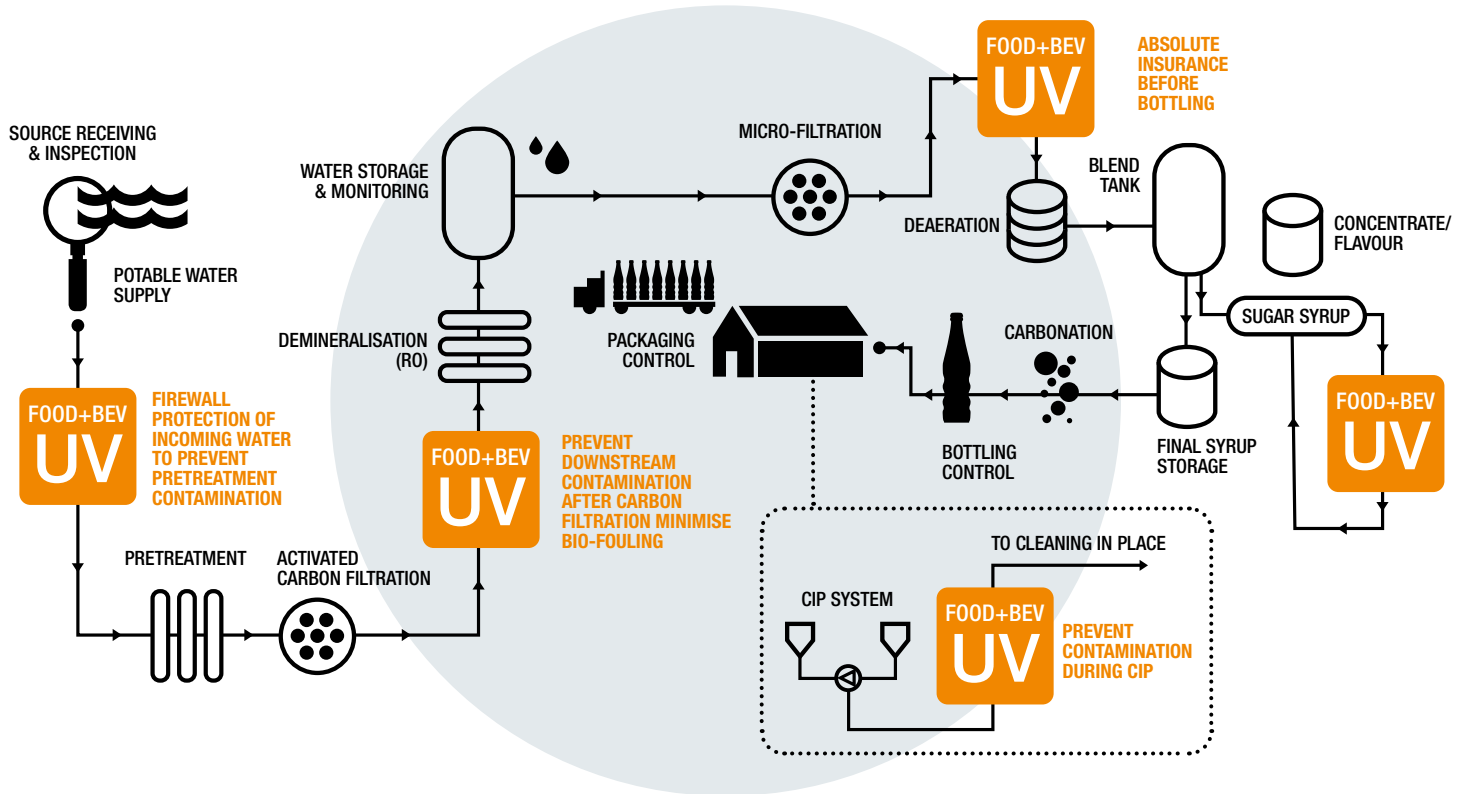 SOURCE RECEIVING
& INSPECTION
POTABLE WATER
SUPPLY
FOOD+BEV
UV
FIREWALL
PROTECTION OF
INCOMING WATER
TO PREVENT
PRETREATMENT
CONTAMINATION
PRETREATMENT
ACTIVATED
CARBON FILTRATION
FOOD+BEV
UV
PREVENT
DOWNSTREAM
CONTAMINATION
AFTER CARBON
FILTRATION MINIMISE
BIO-FOULING
DEMINERALISATION
(RO)
WATER STORAGE
& MONITORING
MICRO-FILTRATION
FOOD+BEV
UV
ABSOLUTE
INSURANCE
BEFORE
BOTTLING
DEAERATION
BLEND
TANK
CONCENTRATE/
FLAVOUR
SUGAR SYRUP
FOOD+BEV
UV
FINAL SYRUP
STORAGE
CARBONATION
BOTTLING
CONTROL
PACKAGING
CONTROL
TO CLEANING IN PLACE
CIP SYSTEM
FOOD+BEV
UV
PREVENT
CONTAMINATION
DURING CIP